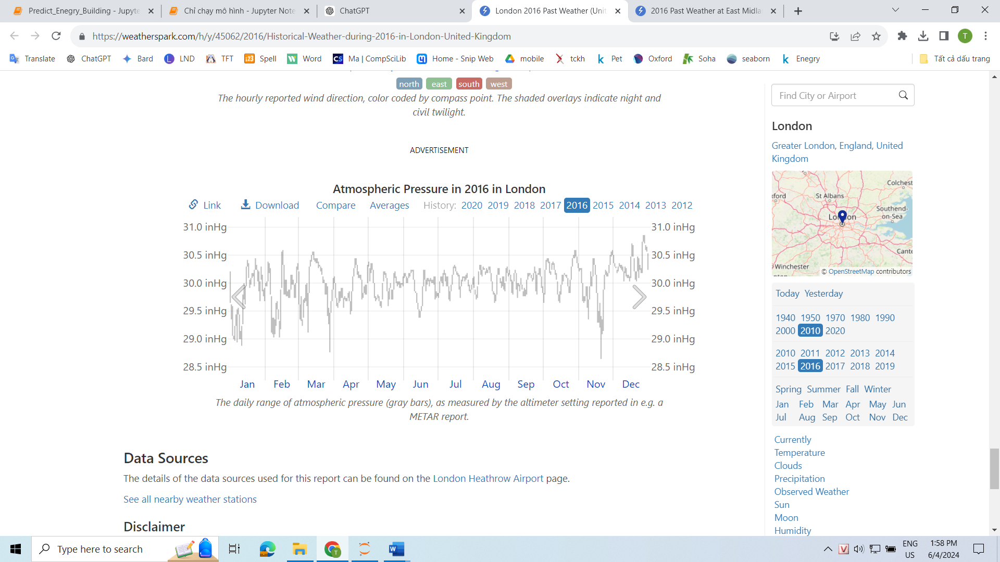 Predict_Enegry_Building - Jupyte
Chỉ chạy mô hình - Jupyter Note
ChatGPT
London 2016 Past Weather (Unit
2016 Past Weather at East Midla
https://weatherspark.com/h/y/45062/2016/Historical-Weather-during-2016-in-London-United-Kingdom
T
Translate ChatGPT Bard L LND TFT 123 Spell W Word CS Ma | CompSciLib Home - Snip Web mobile tckh k Pet Oxford Soha seaborn k Enegry Tất cả dấu trang
north east south west
The hourly reported wind direction, color coded by compass point. The shaded overlays indicate night and
civil twilight.
ADVERTISEMENT
Atmospheric Pressure in 2016 in London
Link Download Compare Averages History: 2020 2019 2018 2017 2016 2015 2014 2013 2012
31.0 inHg 31.0 inHg
30.5 inHg 30.5 inHg
30.0 inHg 30.0 inHg
29.5 inHg 29.5 inHg
29.0 inHg 29.0 inHg
28.5 inHg 28.5 inHg
Jan Feb Mar Apr May Jun Jul Aug Sep Oct Nov Dec
The daily range of atmospheric pressure (gray bars), as measured by the altimeter setting reported in e.g. a
METAR report.
Data Sources
The details of the data sources used for this report can be found on the London Heathrow Airport page.
See all nearby weather stations
Disclaimer
Find City or Airport
London
Greater London, England, United
Kingdom
Colchest
xford St Albans
Southend-
on-Sea
London
Cante
Winchester
© OpenStreetMap contributors
Today Yesterday
1940 1950 1970 1980 1990
2000 2010 2020
2010 2011 2012 2013 2014
2015 2016 2017 2018 2019
Spring Summer Fall Winter
Jan Feb Mar Apr May Jun
Jul Aug Sep Oct Nov Dec
Currently
Temperature
Clouds
Precipitation
Observed Weather
Sun
Moon
Humidity
Type here to search
T
W
V
ENG
US
1:58 PM
6/4/2024